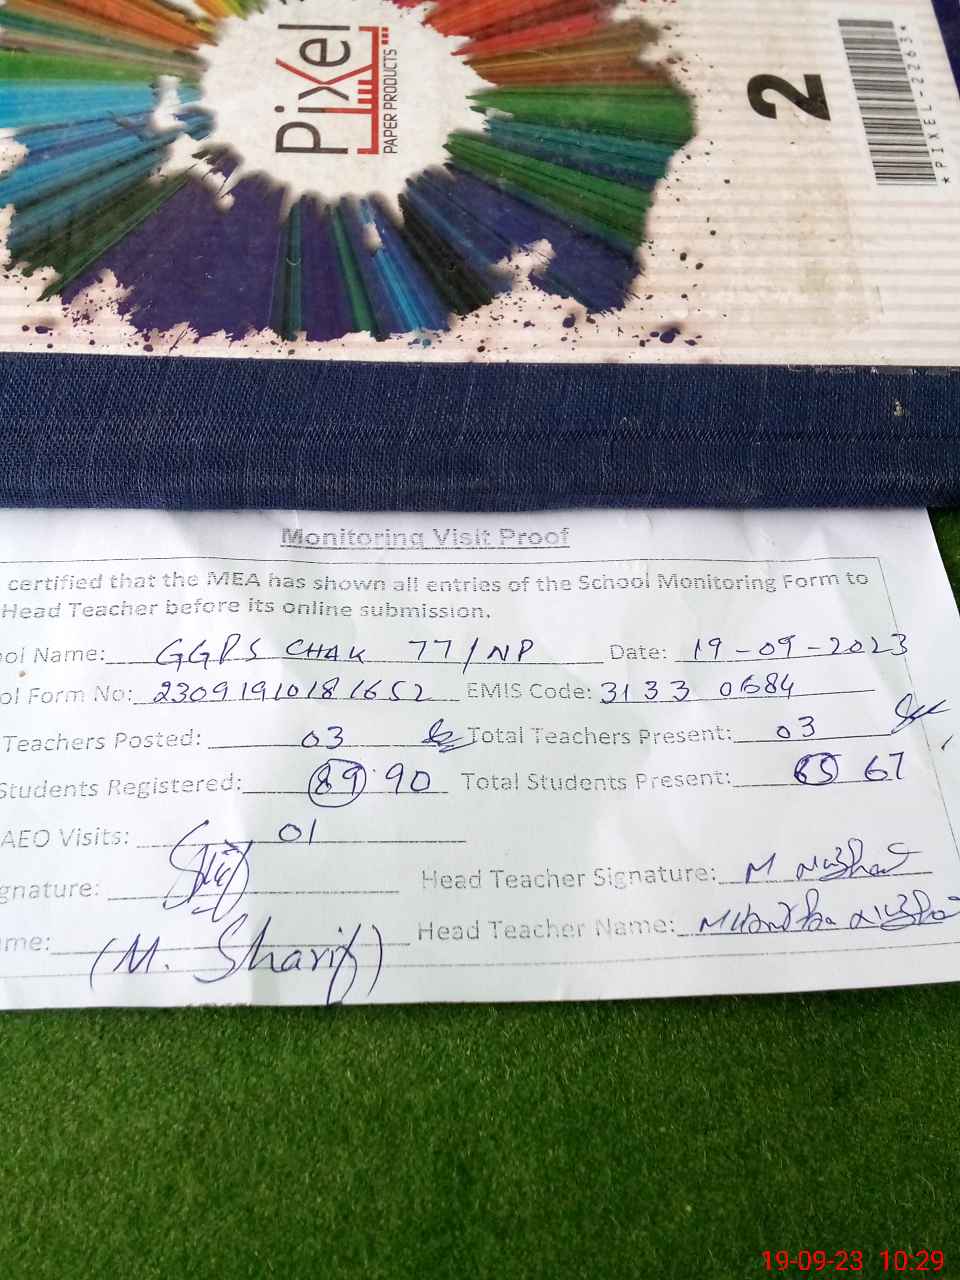 Pixel
PAPER PRODUCTS
2
*PIXEL-2263*
Monitoring Visit Proof
certified that the MEA has shown all entries of the School Monitoring Form to
Head Teacher before its online submission.
ool Name: GGPS CHAK 77/NP Date: 19-09-2023
ol Form No: 23091910181652 EMIS Code: 3133 0684
Teachers Posted: 03 Total Teachers Present: 03
Students Registered: 89 90 Total Students Present: 65 67
AEO Visits: 01
gnature: Head Teacher Signature:
me: (M. Sharif) Head Teacher Name:
19-09-23 10:29